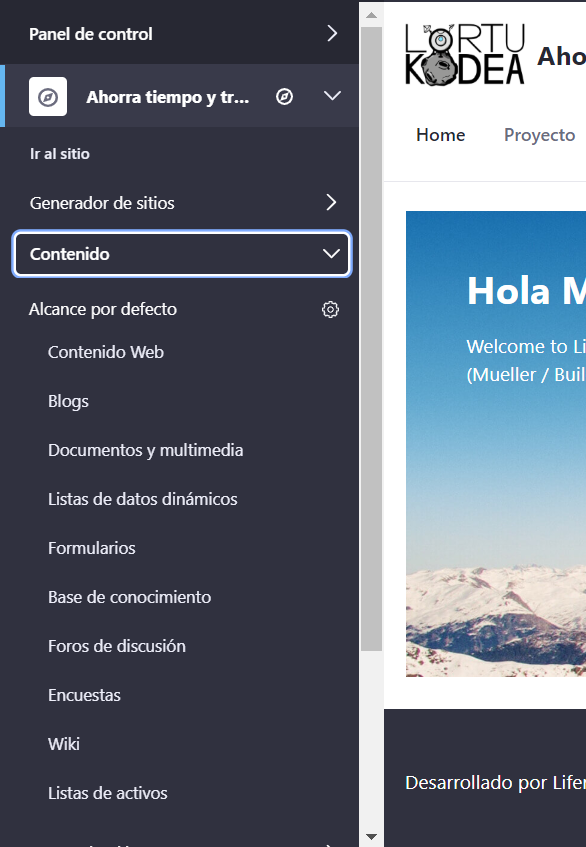 Panel de control
Ahorra tiempo y tr...
Ir al sitio
Generador de sitios
Contenido
Alcance por defecto
Contenido Web
Blogs
Documentos y multimedia
Listas de datos dinámicos
Formularios
Base de conocimiento
Foros de discusión
Encuestas
Wiki
Listas de activos
LORTU
KODEA
Aho
Home
Proyecto
Hola M
Welcome to Li
(Mueller / Buil
Desarrollado por Lifer